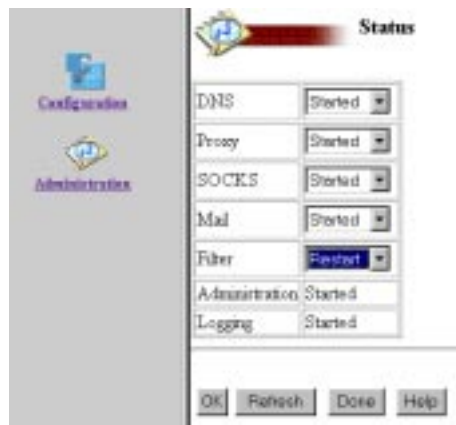 Status
Configuration
Administration
DNS Started
Proxy Started
SOCKS Started
Mail Started
Filter Restart
Administration Started
Logging Started
OK Refresh Done Help